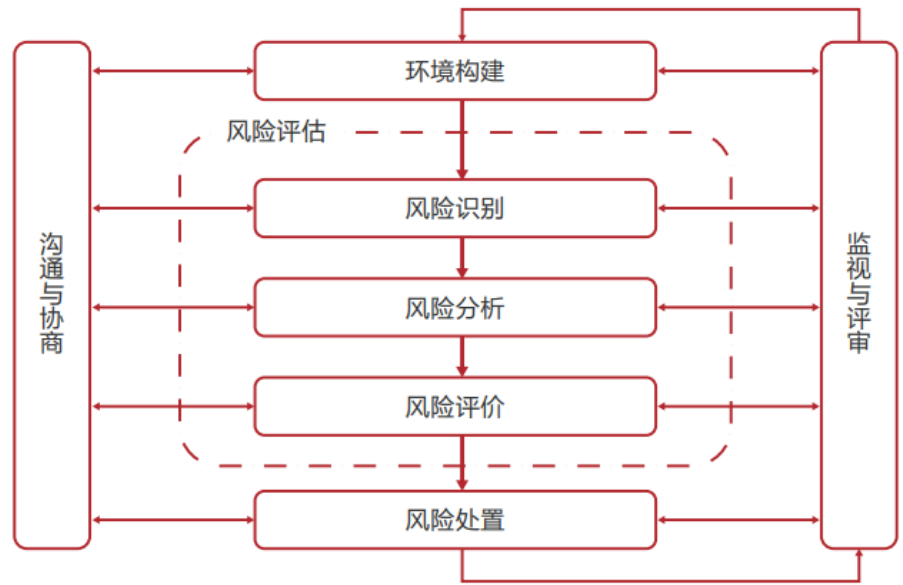 环境构建
风险评估
风险识别
风险分析
风险评价
风险处置
沟通与协商
监视与评审